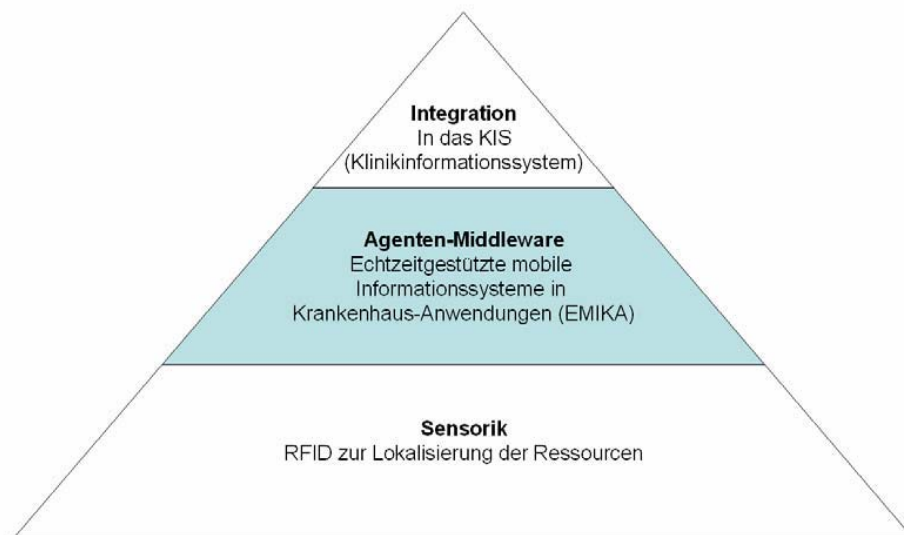 Integration
In das KIS
(Klinikinformationssystem)
Agenten-Middleware
Echtzeitgestützte mobile
Informationssysteme in
Krankenhaus-Anwendungen (EMIKA)
Sensorik
RFID zur Lokalisierung der Ressourcen